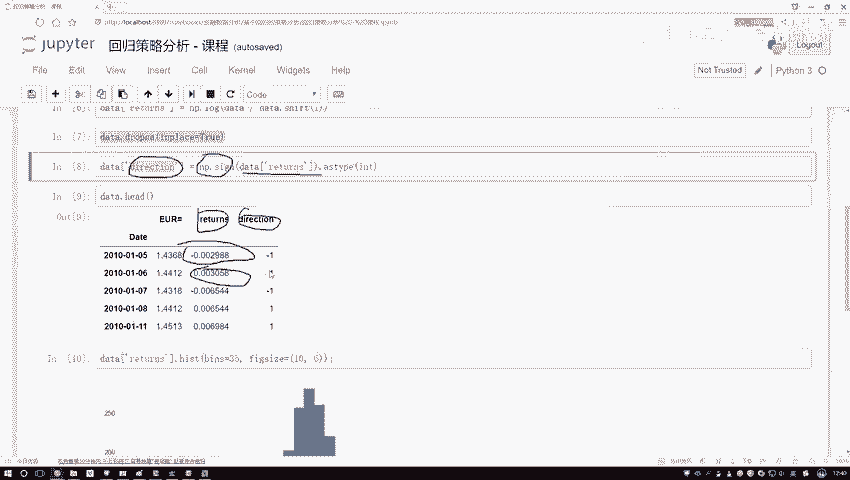 jupyter 回归策略分析 - 课程 (autosaved)
Logout
File Edit View Insert Cell Kernel Widgets Help
Not Trusted Python 3
Code
In [6]: data['returns'] = np.log(data / data.shift(1))
In [7]: data.dropna(inplace=True)
In [8]: data['direction'] = np.sign(data['returns']).astype(int)
In [9]: data.head()
Out[9]:
EUR= returns direction
Date
2010-01-05 1.4368 -0.002988 -1
2010-01-06 1.4412 0.003058
2010-01-07 1.4318 -0.006544 -1
2010-01-08 1.4412 0.006544 1
2010-01-11 1.4513 0.006984 1
In [10]: data['returns'].hist(bins=35, figsize=(10, 6));
250
200
12:40